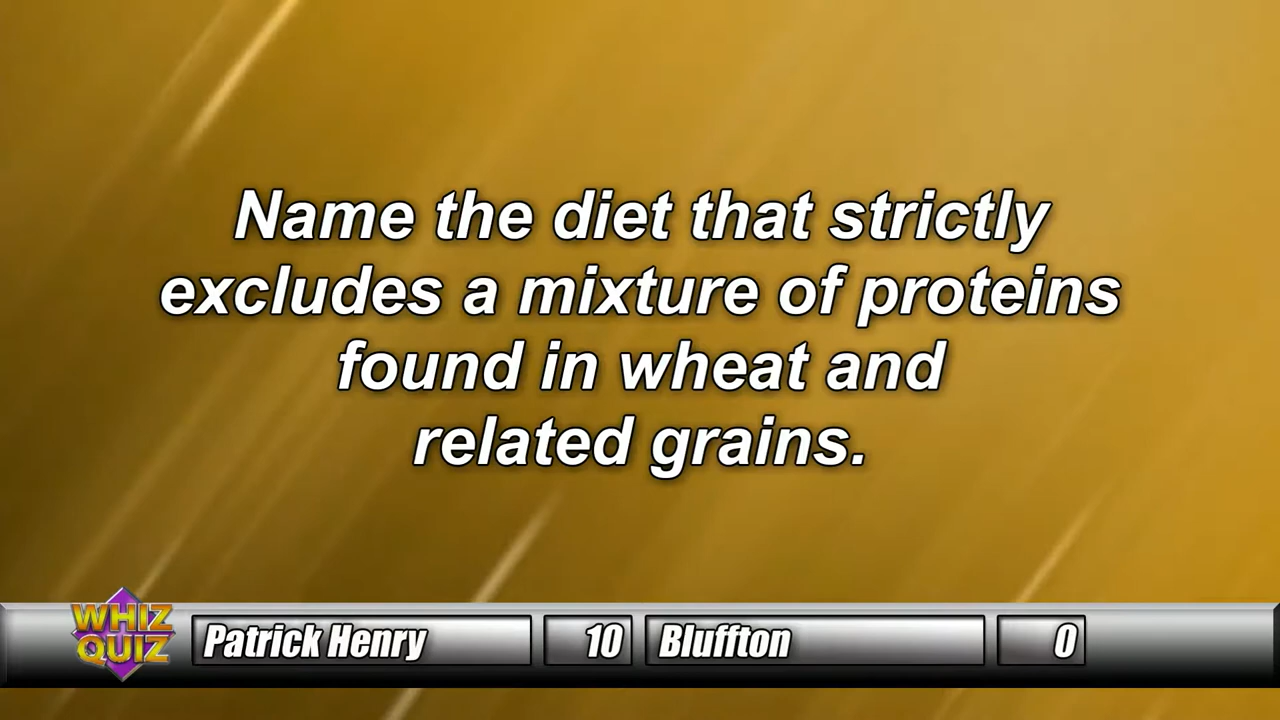 Name the diet that strictly
excludes a mixture of proteins
found in wheat and
related grains.
WHIZ
QUIZ
Patrick Henry 10 Bluffton 0